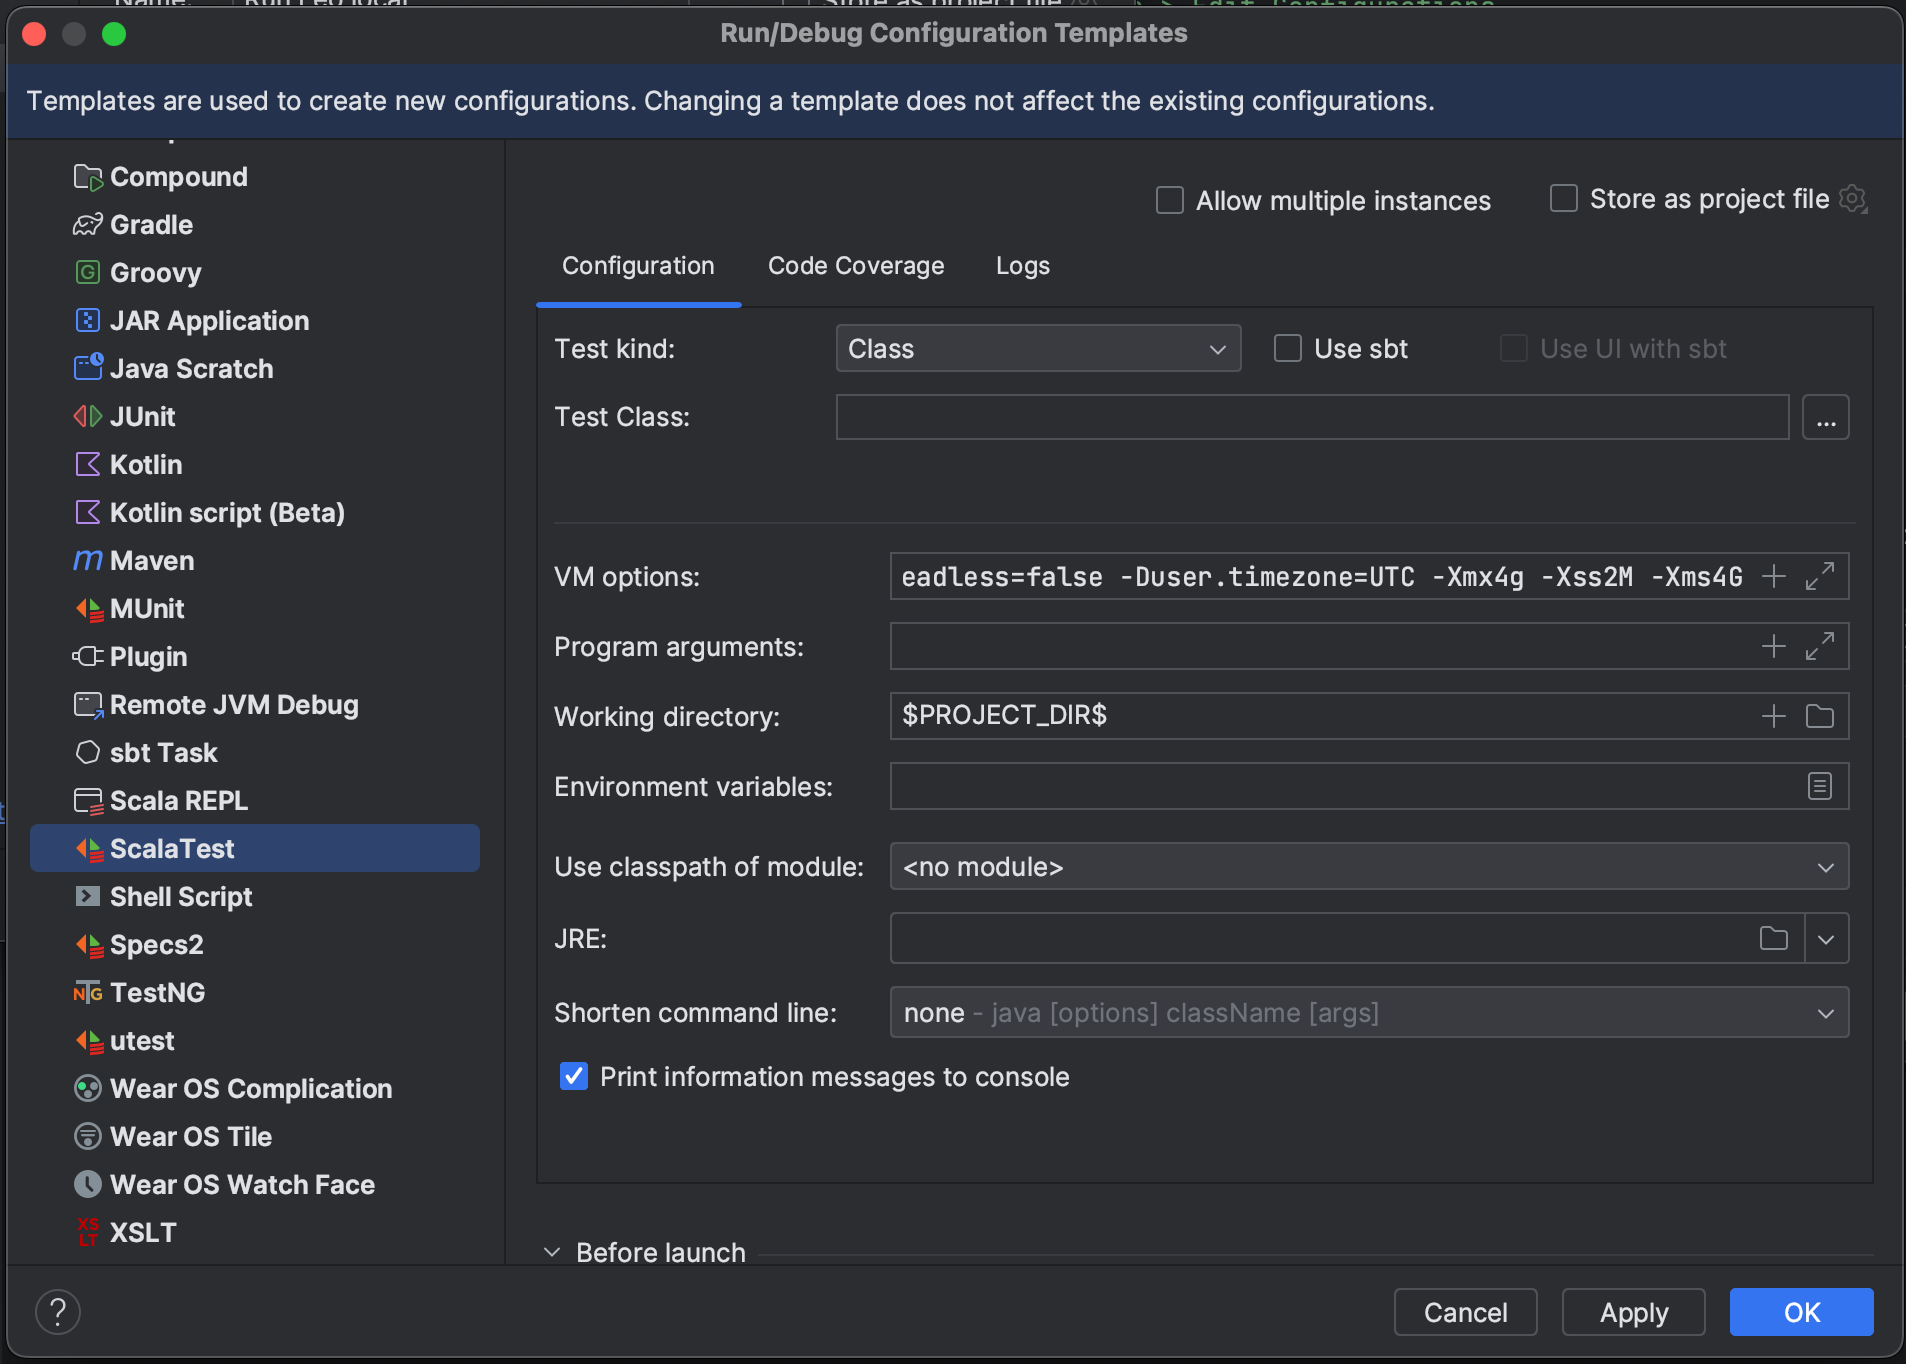 Run/Debug Configuration Templates
Templates are used to create new configurations. Changing a template does not affect the existing configurations.
Compound
Gradle
Groovy
JAR Application
Java Scratch
JUnit
Kotlin
Kotlin script (Beta)
Maven
MUnit
Plugin
Remote JVM Debug
sbt Task
Scala REPL
ScalaTest
Shell Script
Specs2
TestNG
utest
Wear OS Complication
Wear OS Tile
Wear OS Watch Face
XSLT
Allow multiple instances
Store as project file
Configuration
Code Coverage
Logs
Test kind:
Class
Use sbt
Use UI with sbt
Test Class:
...
VM options:
eadless=false -Duser.timezone=UTC -Xmx4g -Xss2M -Xms4G
Program arguments:
Working directory:
$PROJECT_DIR$
Environment variables:
Use classpath of module:
<no module>
JRE:
Shorten command line:
none - java [options] className [args]
Print information messages to console
Before launch
?
Cancel
Apply
OK